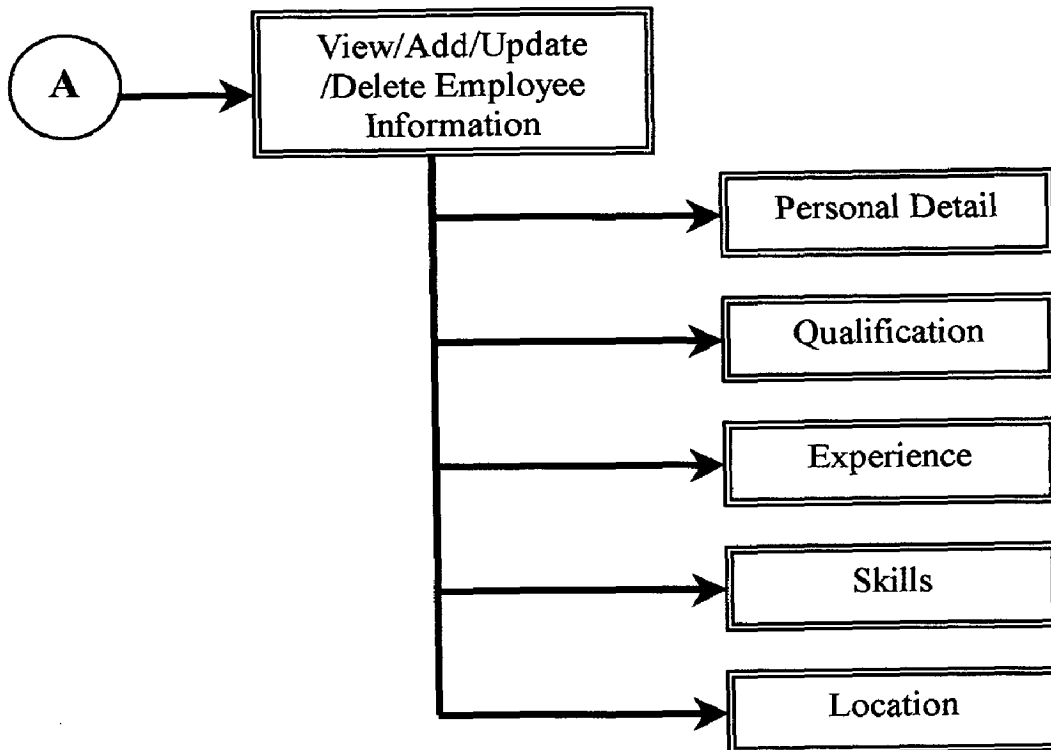 A
View/Add/Update
/Delete Employee
Information
Personal Detail
Qualification
Experience
Skills
Location